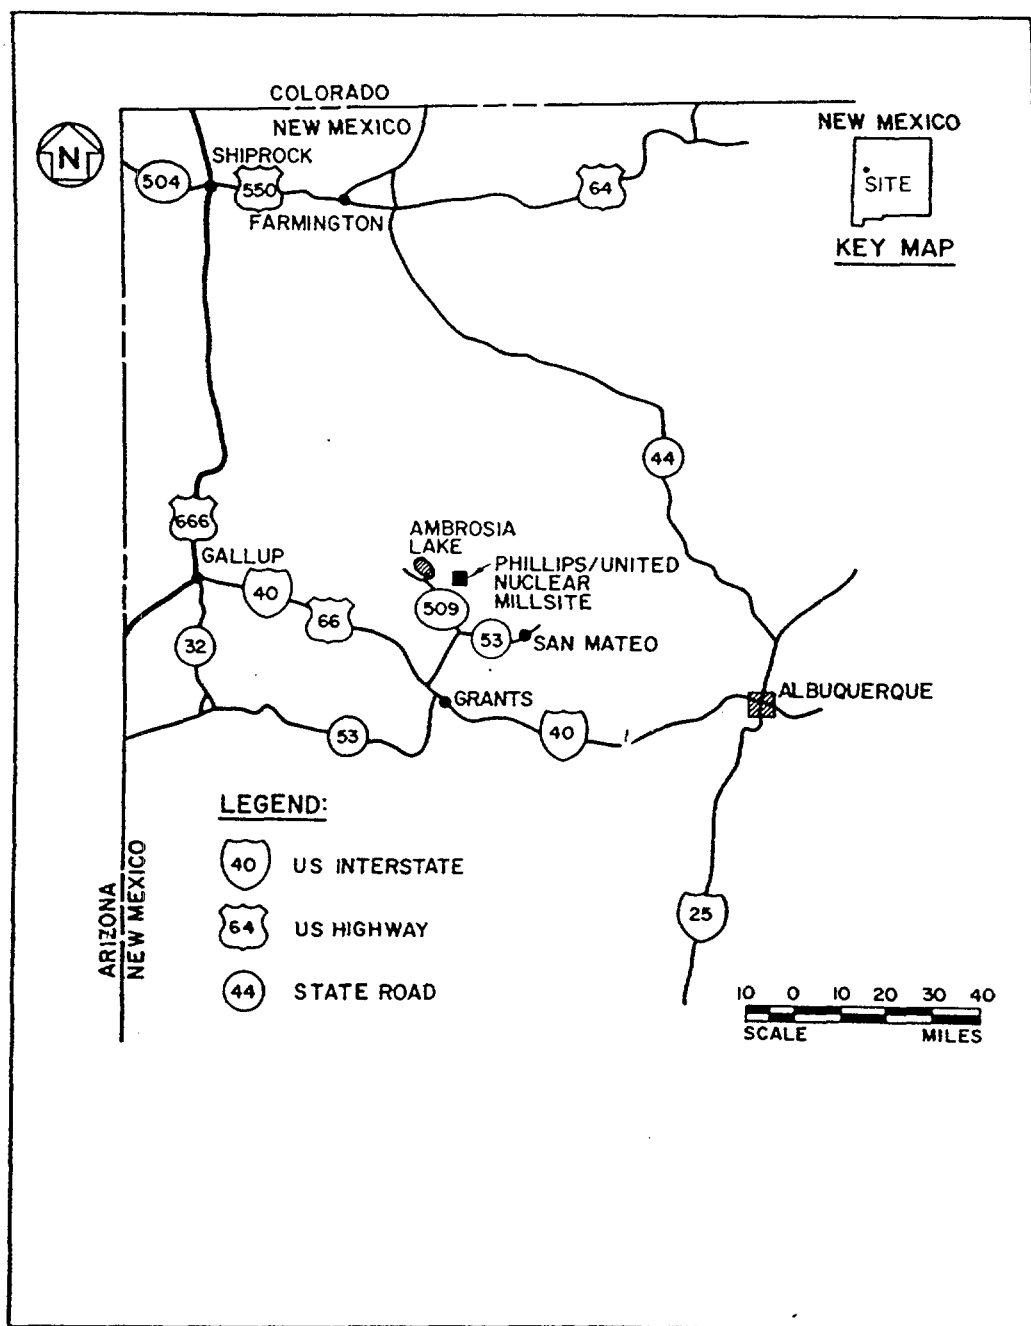 COLORADO
NEW MEXICO
NEW MEXICO
N
SHIPROCK
504
550
64
SITE
FARMINGTON
KEY MAP
44
666
AMBROSIA
LAKE
GALLUP
PHILLIPS/UNITED
NUCLEAR
MILLSITE
40
509
66
53
SAN MATEO
32
ALBUQUERQUE
GRANTS
53
40
LEGEND:
40 US INTERSTATE
64 US HIGHWAY
44 STATE ROAD
ARIZONA
NEW MEXICO
25
10 0 10 20 30 40
SCALE MILES